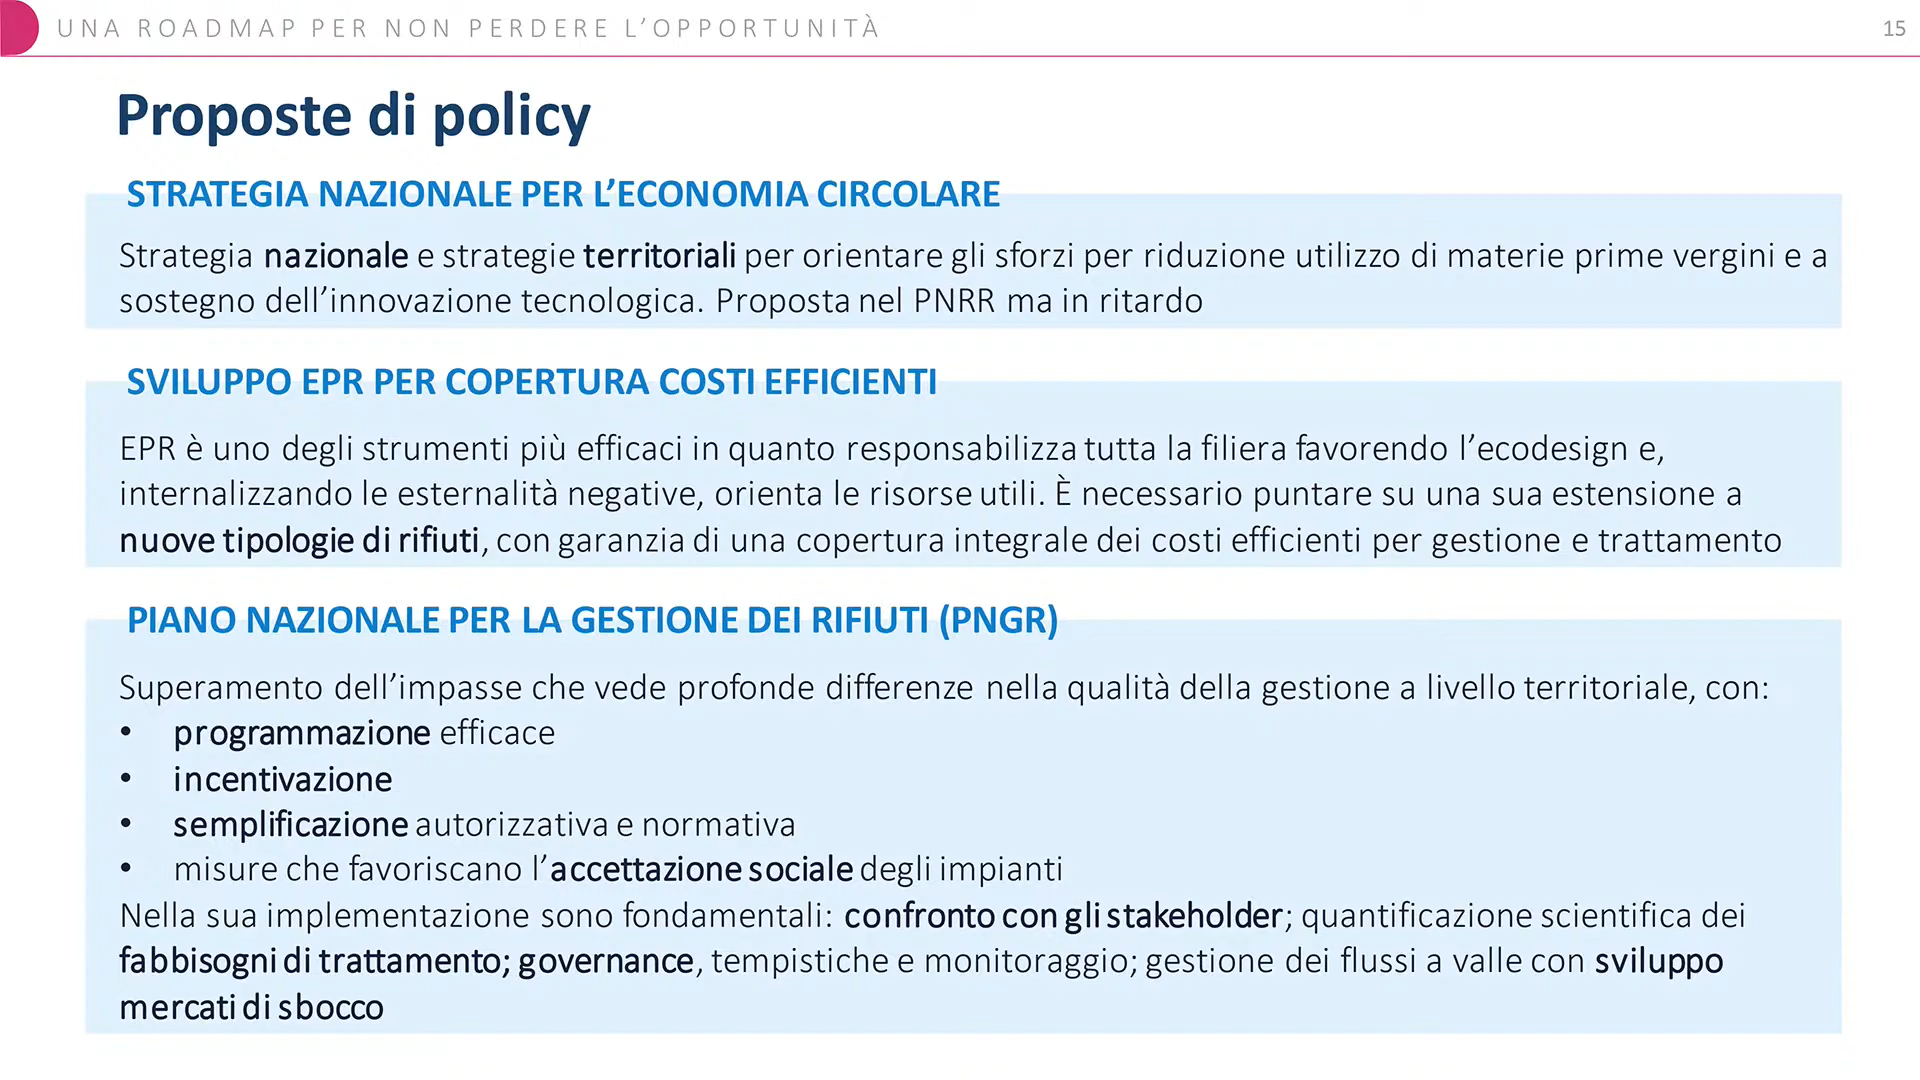 UNA ROADMAP PER NON PERDERE L’OPPORTUNITÀ
15
Proposte di policy
STRATEGIA NAZIONALE PER L’ECONOMIA CIRCOLARE
Strategia nazionale e strategie territoriali per orientare gli sforzi per riduzione utilizzo di materie prime vergini e a
sostegno dell’innovazione tecnologica. Proposta nel PNRR ma in ritardo
SVILUPPO EPR PER COPERTURA COSTI EFFICIENTI
EPR è uno degli strumenti più efficaci in quanto responsabilizza tutta la filiera favorendo l’ecodesign e,
internalizzando le esternalità negative, orienta le risorse utili. È necessario puntare su una sua estensione a
nuove tipologie di rifiuti, con garanzia di una copertura integrale dei costi efficienti per gestione e trattamento
PIANO NAZIONALE PER LA GESTIONE DEI RIFIUTI (PNGR)
Superamento dell’impasse che vede profonde differenze nella qualità della gestione a livello territoriale, con:
• programmazione efficace
• incentivazione
• semplificazione autorizzativa e normativa
• misure che favoriscano l’accettazione sociale degli impianti
Nella sua implementazione sono fondamentali: confronto con gli stakeholder; quantificazione scientifica dei
fabbisogni di trattamento; governance, tempistiche e monitoraggio; gestione dei flussi a valle con sviluppo
mercati di sbocco